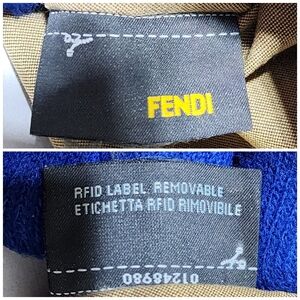 FENDI
RFID LABEL REMOVABLE
ETICHETTA RFID RIMOVIBILE
01248980